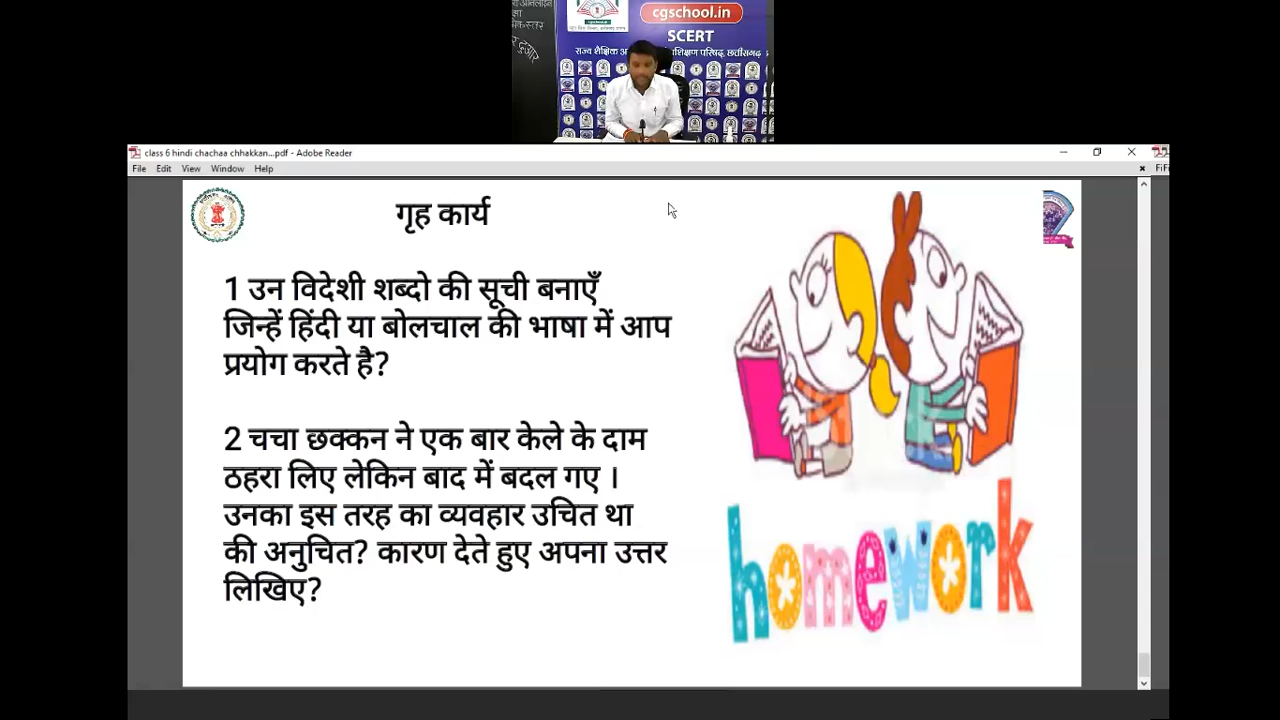 cgschool.in
SCERT
class 6 hindi chachaa chhakkan...pdf - Adobe Reader
File Edit View Window Help
गृह कार्य
1 उन विदेशी शब्दो की सूची बनाएँ
जिन्हें हिंदी या बोलचाल की भाषा में आप
प्रयोग करते है?
2 चचा छक्कन ने एक बार केले के दाम
ठहरा लिए लेकिन बाद में बदल गए ।
उनका इस तरह का व्यवहार उचित था
की अनुचित? कारण देते हुए अपना उत्तर
लिखिए?
homework